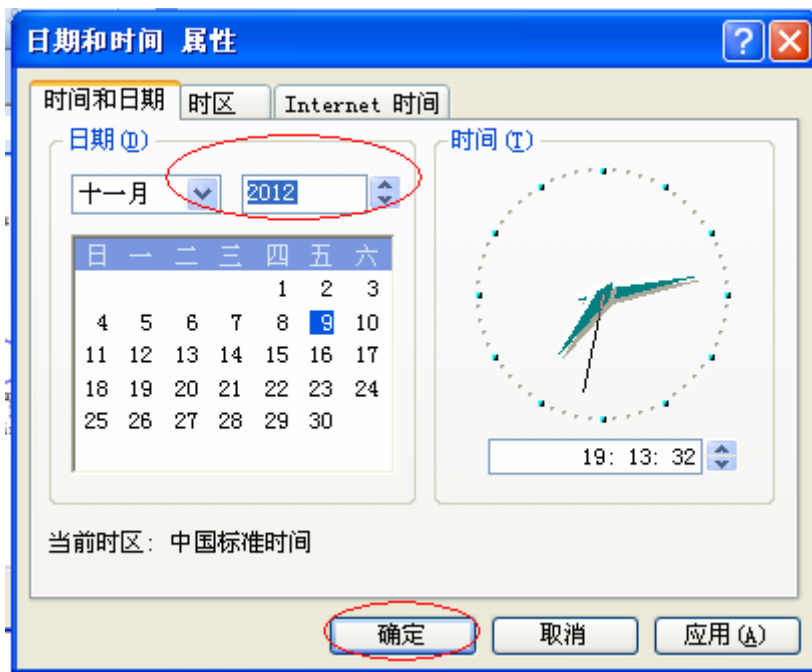 日期和时间 属性
时间和日期 时区 Internet 时间
日期(D)
十一月 2012
日 一 二 三 四 五 六
1 2 3
4 5 6 7 8 9 10
11 12 13 14 15 16 17
18 19 20 21 22 23 24
25 26 27 28 29 30
时间(T)
19: 13: 32
当前时区: 中国标准时间
确定 取消 应用(A)